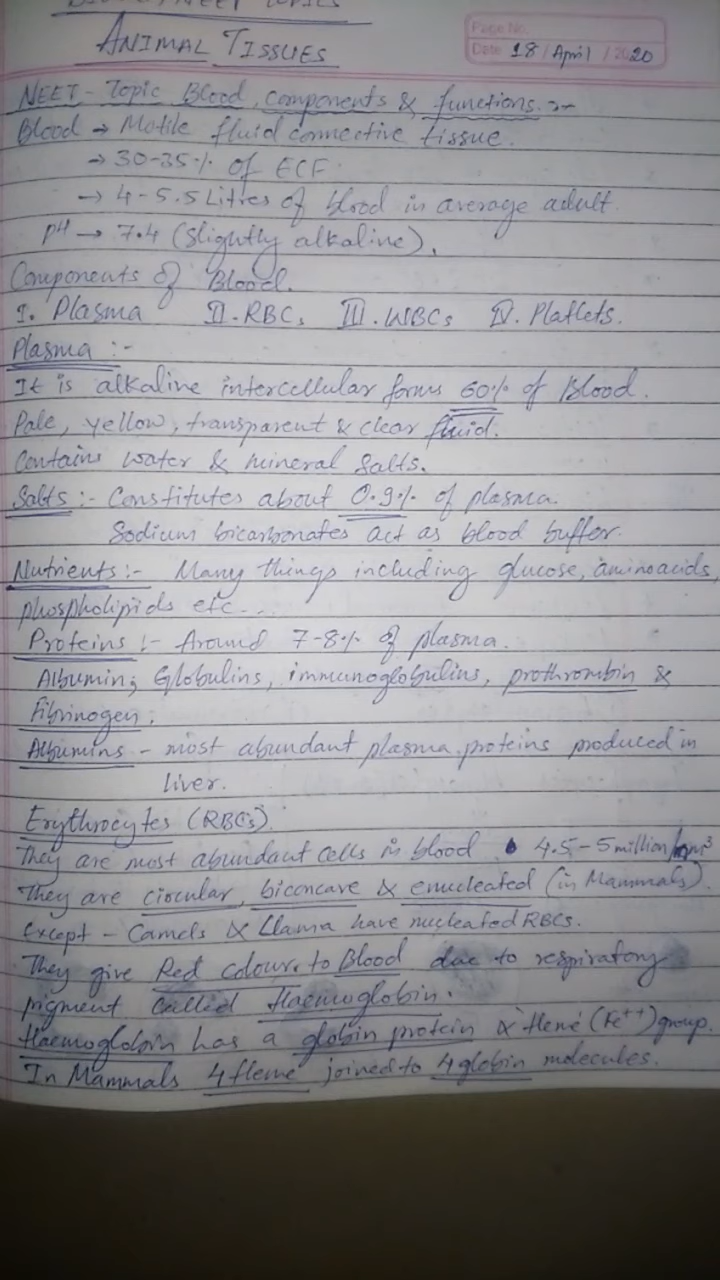 ANIMAL TISSUES
Page No.
Date 18 / April / 2020
NEET - Topic Blood, components & functions :-
Blood → Motile fluid connective tissue.
→ 30-35% of ECF.
→ 4-5.5 Litres of blood in average adult.
pH → 7.4 (Slightly alkaline).
Components of Blood.
I. Plasma II. RBCs III. WBCs IV. Platlets.
Plasma :-
It is alkaline intercellular forms 60% of Blood.
Pale, yellow, transparent & clear fluid.
Contains water & mineral salts.
Salts :- Constitutes about 0.9% of plasma.
Sodium bicarbonates act as blood buffer.
Nutrients :- Many things including glucose, aminoacids,
phospholipids etc...
Proteins :- Around 7-8% of plasma.
Albumin, Globulins, immunoglobulins, prothrombin &
Fibrinogen;
Albumins - most abundant plasma proteins produced in
liver.
Erythrocytes (RBCs).
They are most abundant cells in blood 4.5-5 million/mm³
They are circular, biconcave & enucleated (in Mammals).
Except - Camels & Llama have nucleated RBCs.
They give Red colour to Blood due to respiratory
pigment called Haemoglobin.
Haemoglobin has a globin protein & Heme (Fe⁺⁺) group.
In Mammals 4 Heme joined to 4 globin molecules.